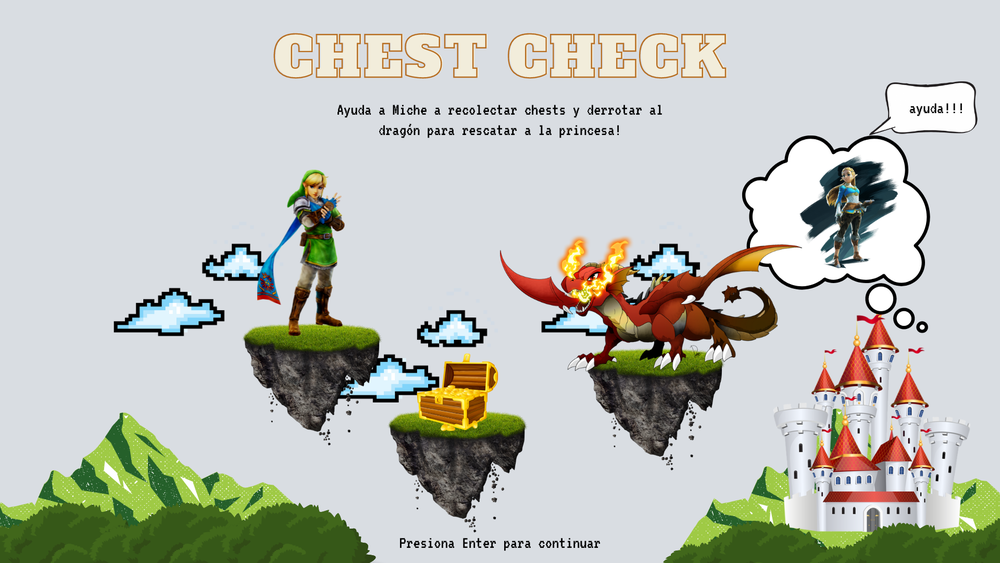 CHEST CHECK
Ayuda a Miche a recolectar chests y derrotar al
dragón para rescatar a la princesa!
ayuda!!!
Presiona Enter para continuar